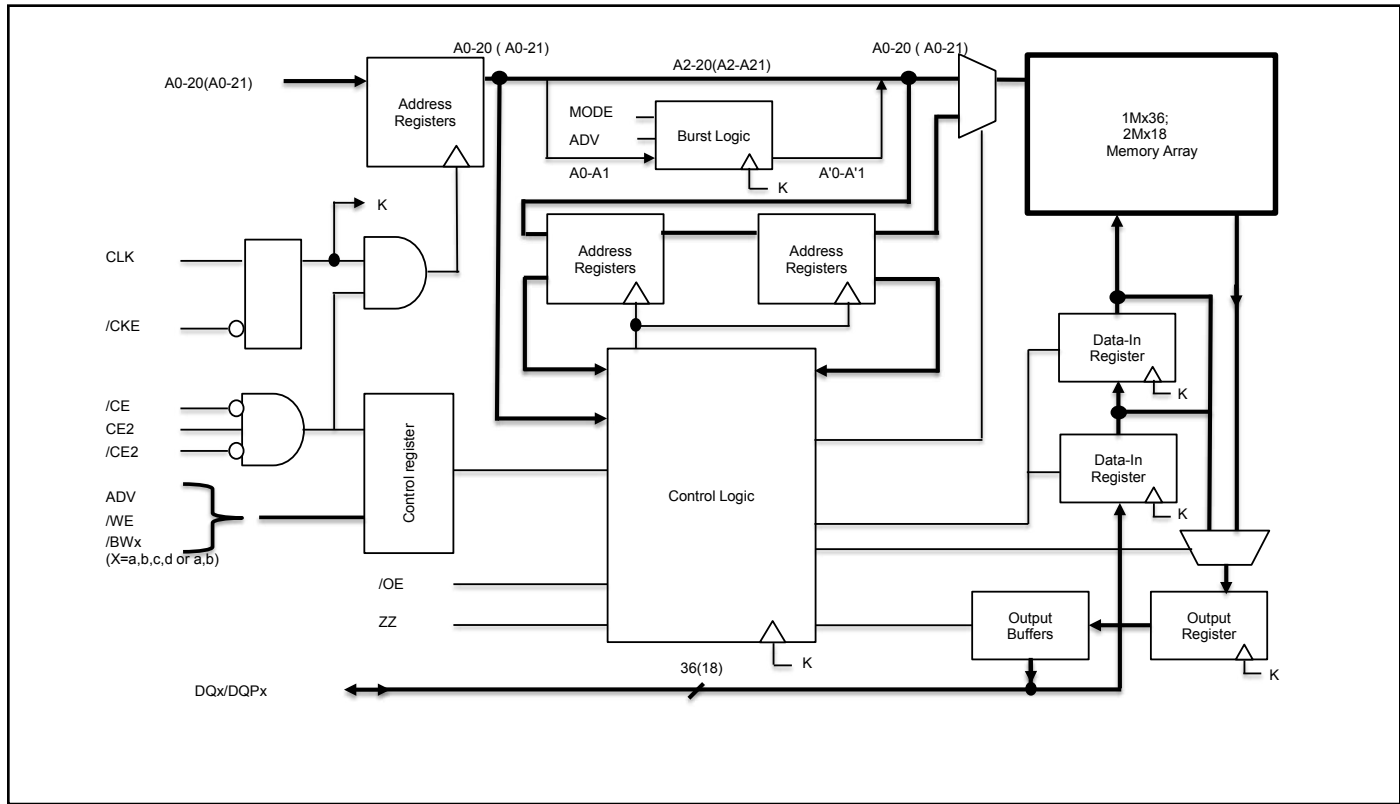 A0-20 ( A0-21)
A0-20 ( A0-21)
A2-20(A2-A21)
A0-20(A0-21)
Address
Registers
MODE
ADV
Burst Logic
A0-A1
A'0-A'1
K
1Mx36;
2Mx18
Memory Array
K
CLK
/CKE
Address
Registers
Address
Registers
Data-In
Register
K
/CE
CE2
/CE2
Control register
Data-In
Register
K
Control Logic
ADV
/WE
/BWx
(X=a,b,c,d or a,b)
/OE
ZZ
K
Output
Buffers
Output
Register
K
36(18)
DQx/DQPx